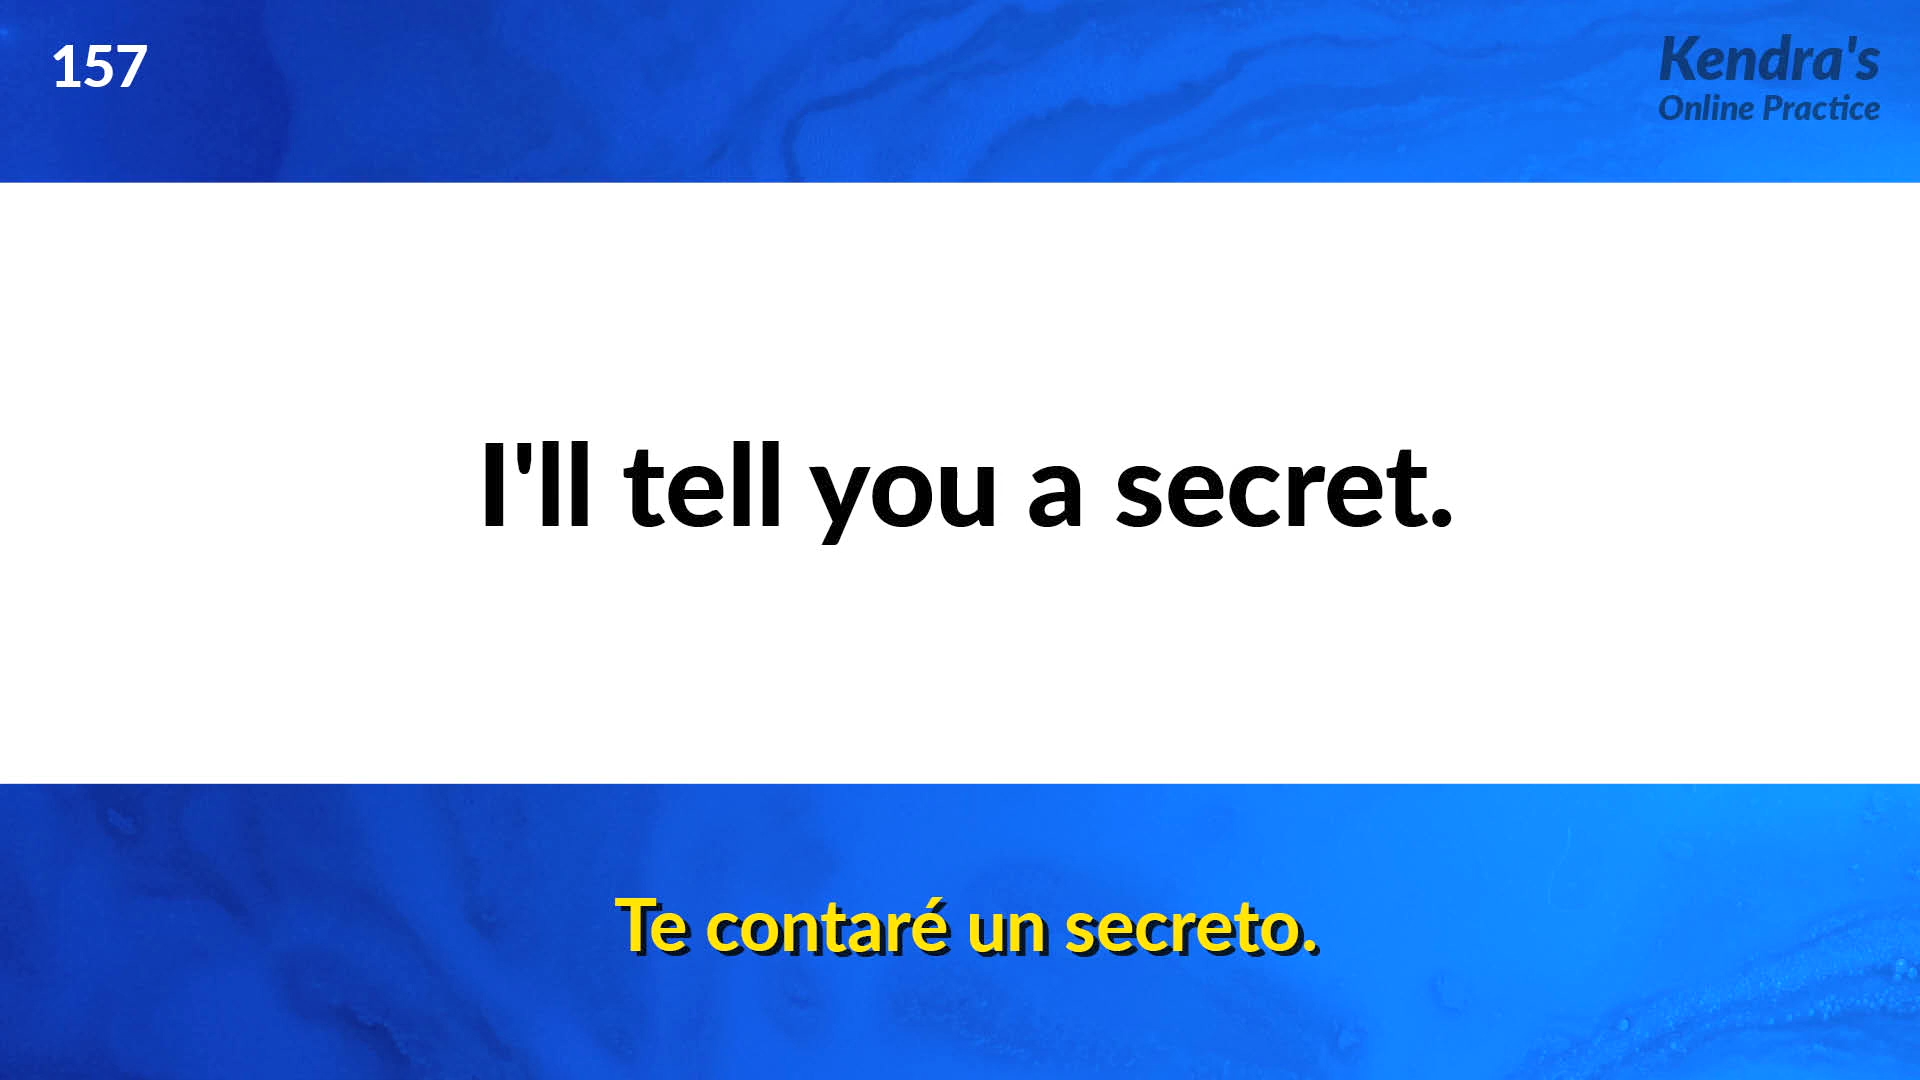 157
Kendra's
Online Practice
I'll tell you a secret.
Te contaré un secreto.